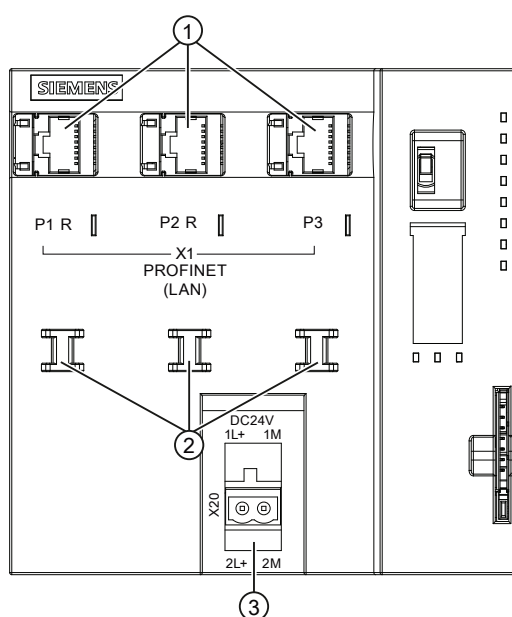 1
SIEMENS
P1 R
P2 R
P3
X1
PROFINET
(LAN)
2
DC24V
1L+ 1M
X20
2L+ 2M
3